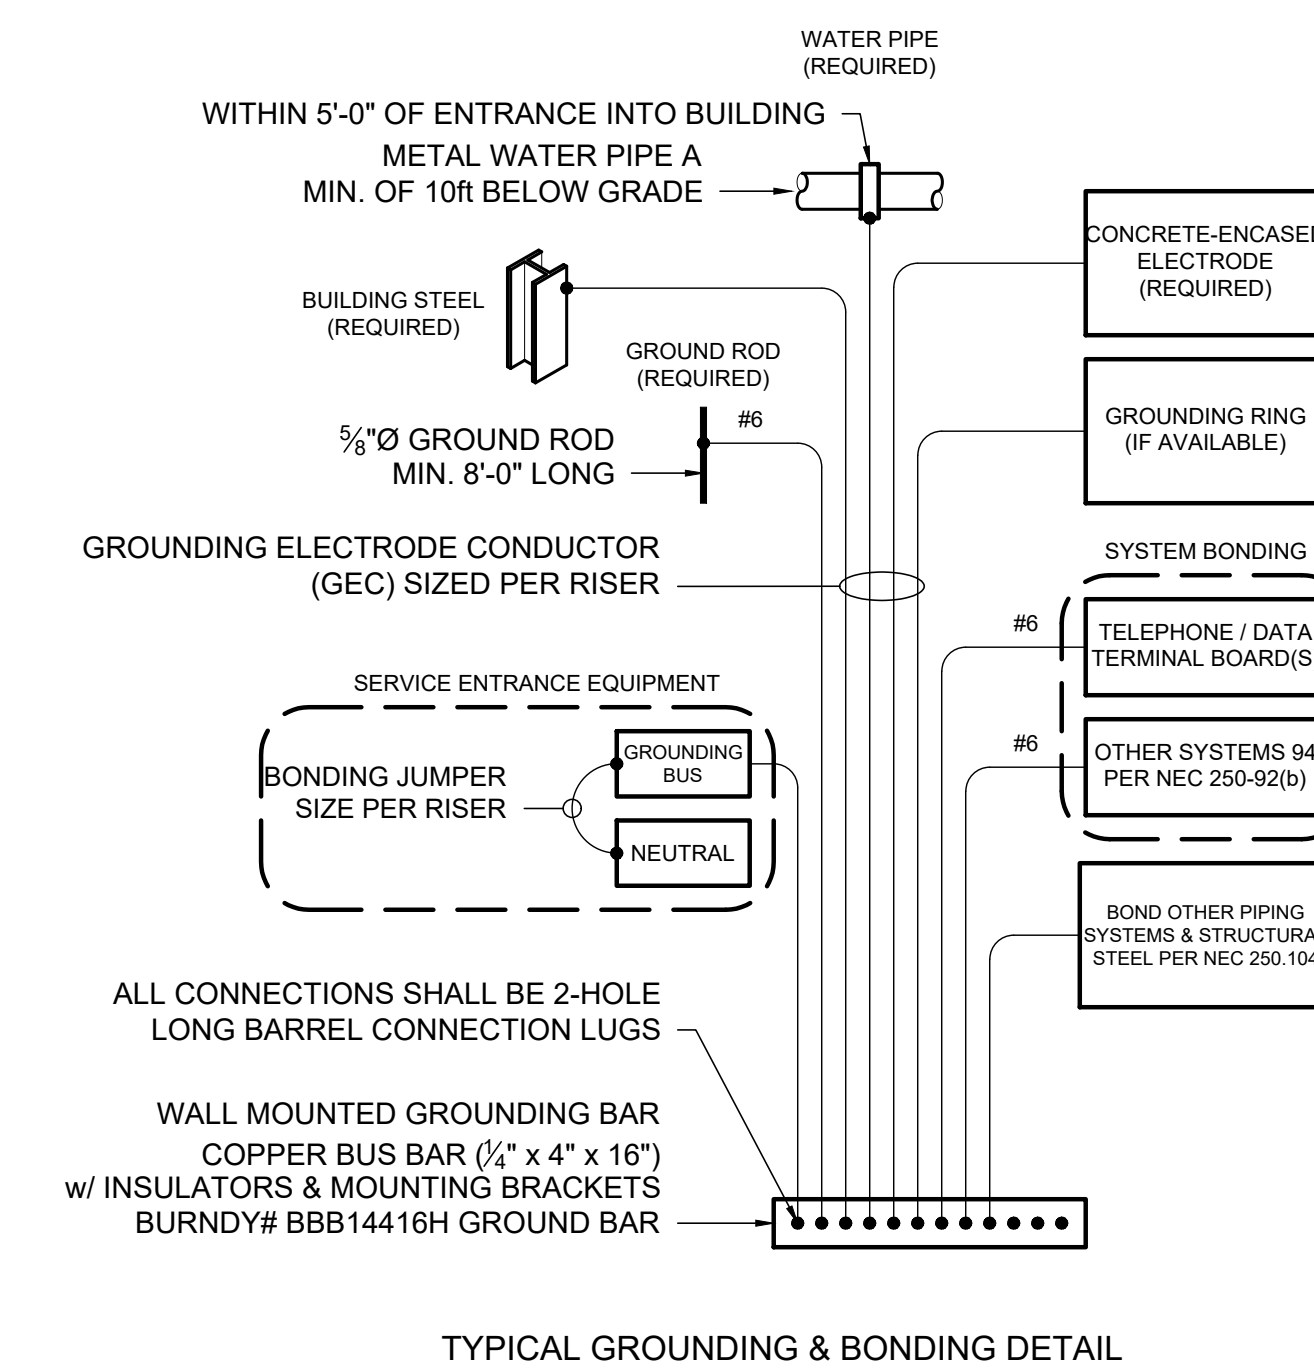 WATER PIPE
(REQUIRED)
WITHIN 5'-0" OF ENTRANCE INTO BUILDING
METAL WATER PIPE A
MIN. OF 10ft BELOW GRADE
CONCRETE-ENCASED
ELECTRODE
(REQUIRED)
BUILDING STEEL
(REQUIRED)
GROUND ROD
(REQUIRED)
#6
⅝"Ø GROUND ROD
MIN. 8'-0" LONG
GROUNDING RING
(IF AVAILABLE)
GROUNDING ELECTRODE CONDUCTOR
(GEC) SIZED PER RISER
SYSTEM BONDING
#6
TELEPHONE / DATA
TERMINAL BOARD(S
SERVICE ENTRANCE EQUIPMENT
GROUNDING
BUS
BONDING JUMPER
SIZE PER RISER
NEUTRAL
#6
OTHER SYSTEMS 94
PER NEC 250-92(b)
BOND OTHER PIPING
SYSTEMS & STRUCTURA
STEEL PER NEC 250.104
ALL CONNECTIONS SHALL BE 2-HOLE
LONG BARREL CONNECTION LUGS
WALL MOUNTED GROUNDING BAR
COPPER BUS BAR (¼" x 4" x 16")
w/ INSULATORS & MOUNTING BRACKETS
BURNDY# BBB14416H GROUND BAR
TYPICAL GROUNDING & BONDING DETAIL